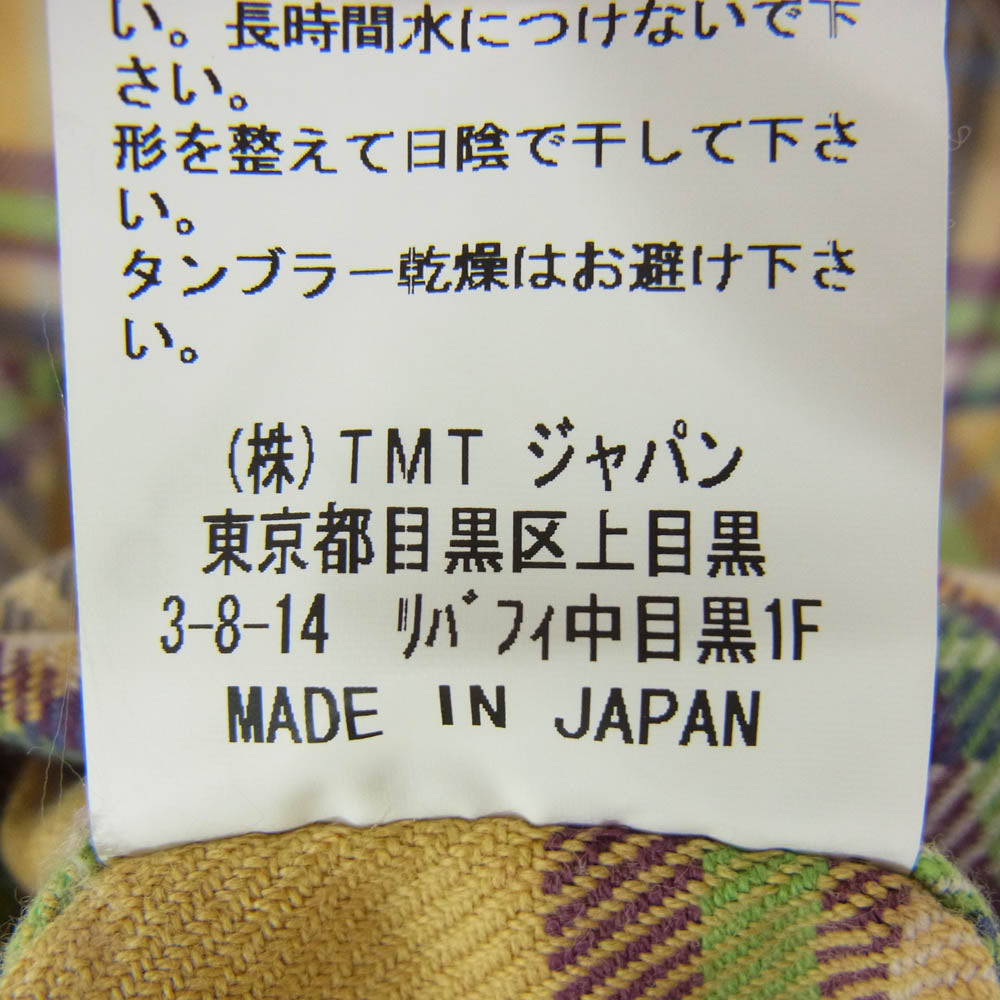 い。長時間水につけないで下
さい。
形を整えて日陰で干して下さ
い。
タンブラー乾燥はお避け下さ
い。
(株)TMT ジャパン
東京都目黒区上目黒
3-8-14 ﾘﾊﾞﾌｨ中目黒1F
MADE IN JAPAN